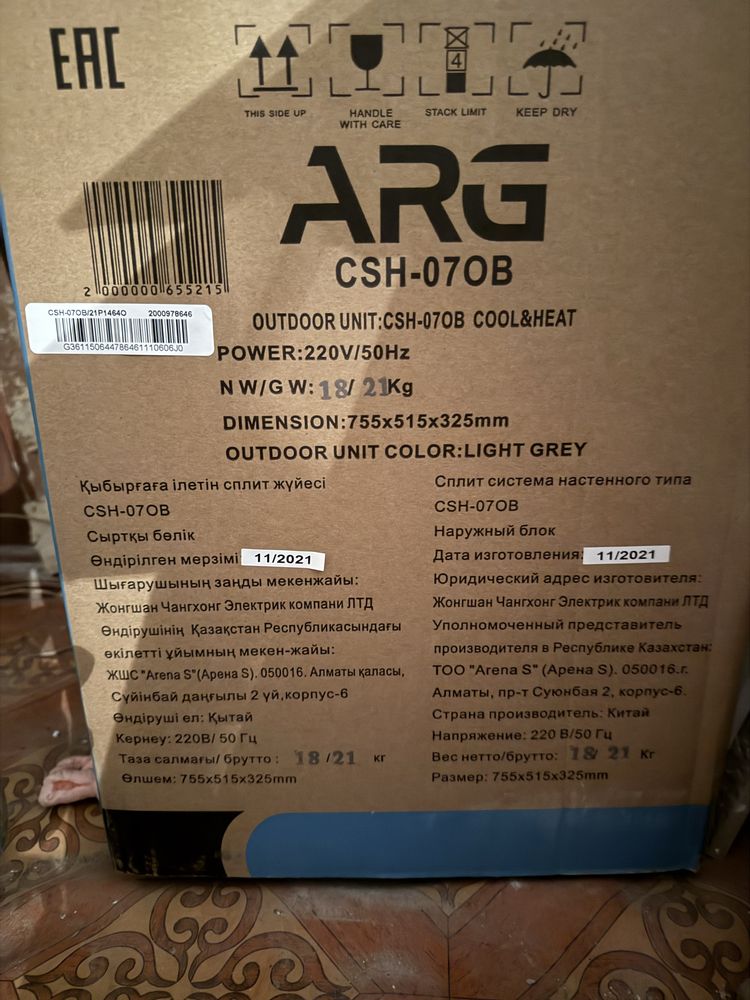 EAC
4
THIS SIDE UP
HANDLE
WITH CARE
STACK LIMIT
KEEP DRY
ARG
CSH-07OB
2 000000 655215
CSH-07OB/21P1464O 2000978646
G361150644786461110606J0
OUTDOOR UNIT:CSH-07OB COOL&HEAT
POWER:220V/50Hz
N W/G W: 18/ 21Kg
DIMENSION:755x515x325mm
OUTDOOR UNIT COLOR:LIGHT GREY
Қыбырғаға ілетін сплит жүйесі
CSH-07OB
Сыртқы бөлік
Өндірілген мерзімі: 11/2021
Шығарушының заңды мекенжайы:
Жонгшан Чангхонг Электрик компани ЛТД
Өндірушінің Қазақстан Республикасындағы
өкілетті ұйымның мекен-жайы:
ЖШС "Arena S"(Арена S). 050016. Алматы қаласы,
Сүйінбай даңғылы 2 үй,корпус-6
Өндіруші ел: Қытай
Кернеу: 220В/ 50 Гц
Таза салмағы/ брутто : 18 /21 кг
Өлшем: 755x515x325mm
Сплит система настенного типа
CSH-07OB
Наружный блок
Дата изготовления: 11/2021
Юридический адрес изготовителя:
Жонгшан Чангхонг Электрик компани ЛТД
Уполномоченный представитель
производителя в Республике Казахстан:
ТОО "Arena S" (Арена S). 050016.г.
Алматы, пр-т Суюнбая 2, корпус-6.
Страна производитель: Китай
Напряжение: 220 В/50 Гц
Вес нетто/брутто : 18/ 21 Кг
Размер: 755x515x325mm